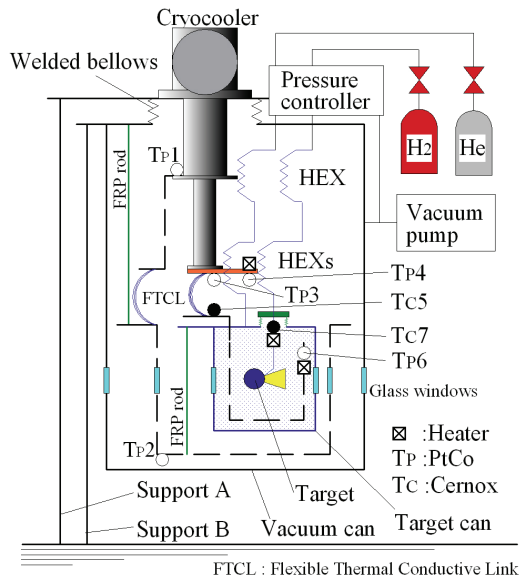 Cryocooler
Welded bellows
Pressure
controller
H2
He
FRP rod
TP1
HEX
Vacuum
pump
HEXs
FTCL
TP3
TP4
TC5
TC7
TP6
Glass windows
FRP rod
TP2
:Heater
TP :PtCo
TC :Cernox
Support A
Support B
Target
Vacuum can
Target can
FTCL : Flexible Thermal Conductive Link